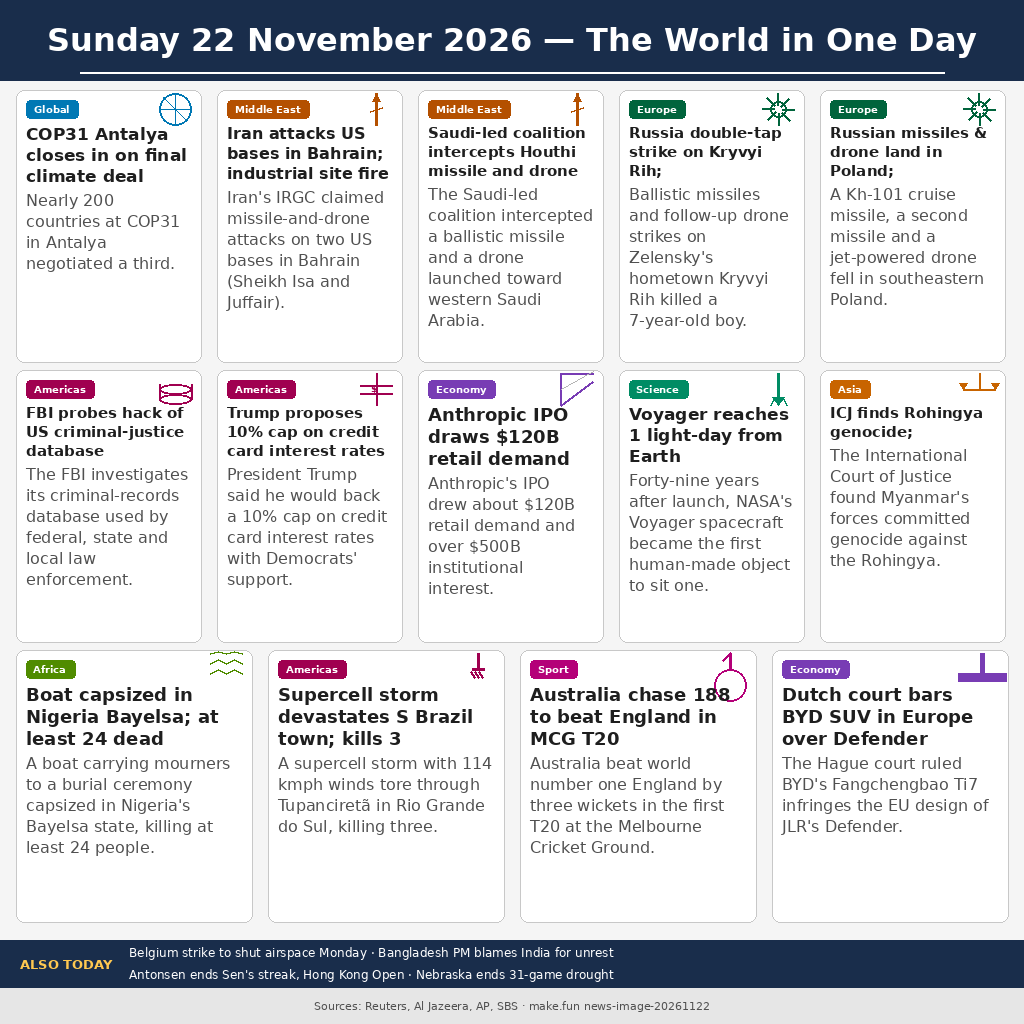 Sunday 22 November 2026 — The World in One Day
Global
COP31 Antalya
closes in on final
climate deal
Nearly 200
countries at COP31
in Antalya
negotiated a third.
Middle East
Iran attacks US
bases in Bahrain;
industrial site fire
Iran's IRGC claimed
missile-and-drone
attacks on two US
bases in Bahrain
(Sheikh Isa and
Juffair).
Middle East
Saudi-led coalition
intercepts Houthi
missile and drone
The Saudi-led
coalition intercepted
a ballistic missile
and a drone
launched toward
western Saudi
Arabia.
Europe
Russia double-tap
strike on Kryvyi
Rih;
Ballistic missiles
and follow-up drone
strikes on
Zelensky's
hometown Kryvyi
Rih killed a
7-year-old boy.
Europe
Russian missiles &
drone land in
Poland;
A Kh-101 cruise
missile, a second
missile and a
jet-powered drone
fell in southeastern
Poland.
Americas
FBI probes hack of
US criminal-justice
database
The FBI investigates
its criminal-records
database used by
federal, state and
local law
enforcement.
Americas
Trump proposes
10% cap on credit
card interest rates
President Trump
said he would back
a 10% cap on credit
card interest rates
with Democrats'
support.
Economy
Anthropic IPO
draws $120B
retail demand
Anthropic's IPO
drew about $120B
retail demand and
over $500B
institutional
interest.
Science
Voyager reaches
1 light-day from
Earth
Forty-nine years
after launch, NASA's
Voyager spacecraft
became the first
human-made object
to sit one.
Asia
ICJ finds Rohingya
genocide;
The International
Court of Justice
found Myanmar's
forces committed
genocide against
the Rohingya.
Africa
Boat capsized in
Nigeria Bayelsa; at
least 24 dead
A boat carrying mourners
to a burial ceremony
capsized in Nigeria's
Bayelsa state, killing at
least 24 people.
Americas
Supercell storm
devastates S Brazil
town; kills 3
A supercell storm with 114
kmph winds tore through
Tupanciretã in Rio Grande
do Sul, killing three.
Sport
Australia chase 188
to beat England in
MCG T20
Australia beat world
number one England by
three wickets in the first
T20 at the Melbourne
Cricket Ground.
Economy
Dutch court bars
BYD SUV in Europe
over Defender
The Hague court ruled
BYD's Fangchengbao Ti7
infringes the EU design of
JLR's Defender.
ALSO TODAY
Belgium strike to shut airspace Monday · Bangladesh PM blames India for unrest
Antonsen ends Sen's streak, Hong Kong Open · Nebraska ends 31-game drought
Sources: Reuters, Al Jazeera, AP, SBS · make.fun news-image-20261122